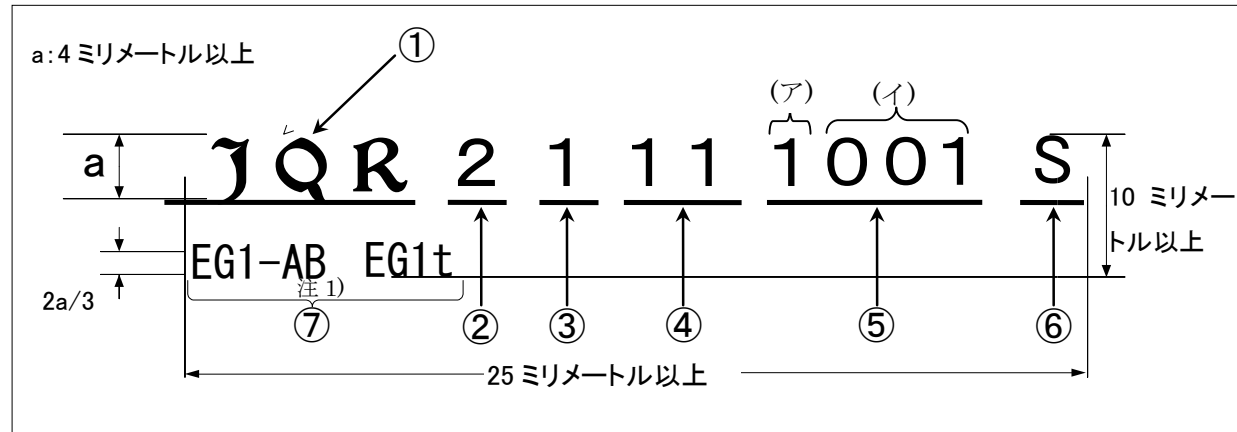 a:4 ミリメートル以上
①
(ア) (イ)
レ
a JQR 2 1 11 1001 S
10 ミリメー
トル以上
EG1-AB EG1t
2a/3
注1)
⑦ ② ③ ④ ⑤ ⑥
25 ミリメートル以上